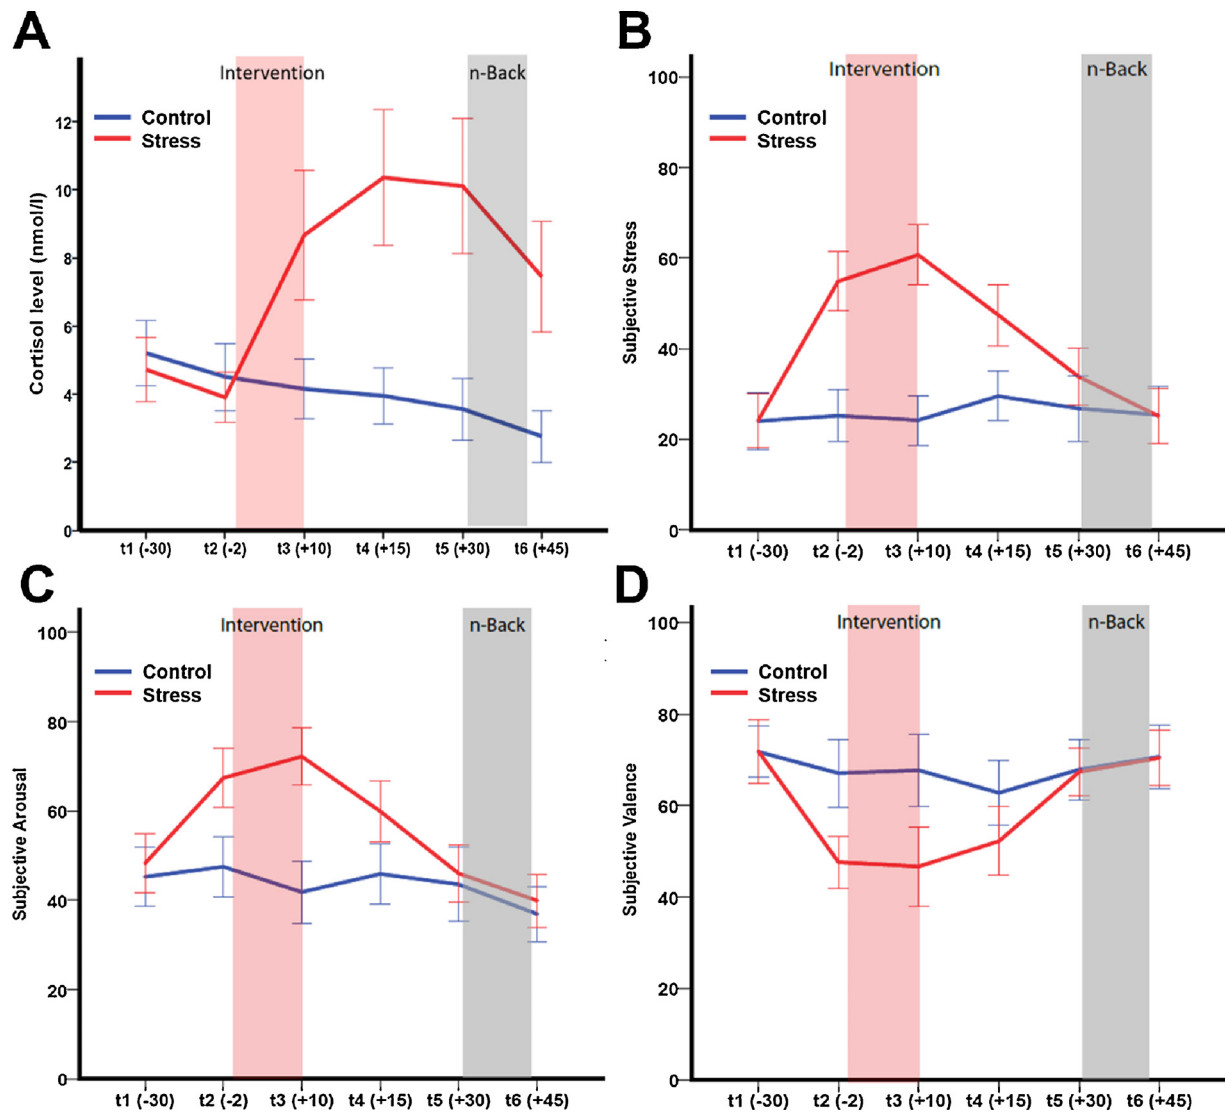 A
Intervention
n-Back
Control
Stress
Cortisol level (nmol/l)
12
10
8
6
4
2
0
t1 (-30) t2 (-2) t3 (+10) t4 (+15) t5 (+30) t6 (+45)
B
Intervention
n-Back
Control
Stress
Subjective Stress
100
80
60
40
20
0
t1 (-30) t2 (-2) t3 (+10) t4 (+15) t5 (+30) t6 (+45)
C
Intervention
n-Back
Control
Stress
Subjective Arousal
100
80
60
40
20
0
t1 (-30) t2 (-2) t3 (+10) t4 (+15) t5 (+30) t6 (+45)
D
Intervention
n-Back
Control
Stress
Subjective Valence
100
80
60
40
20
0
t1 (-30) t2 (-2) t3 (+10) t4 (+15) t5 (+30) t6 (+45)